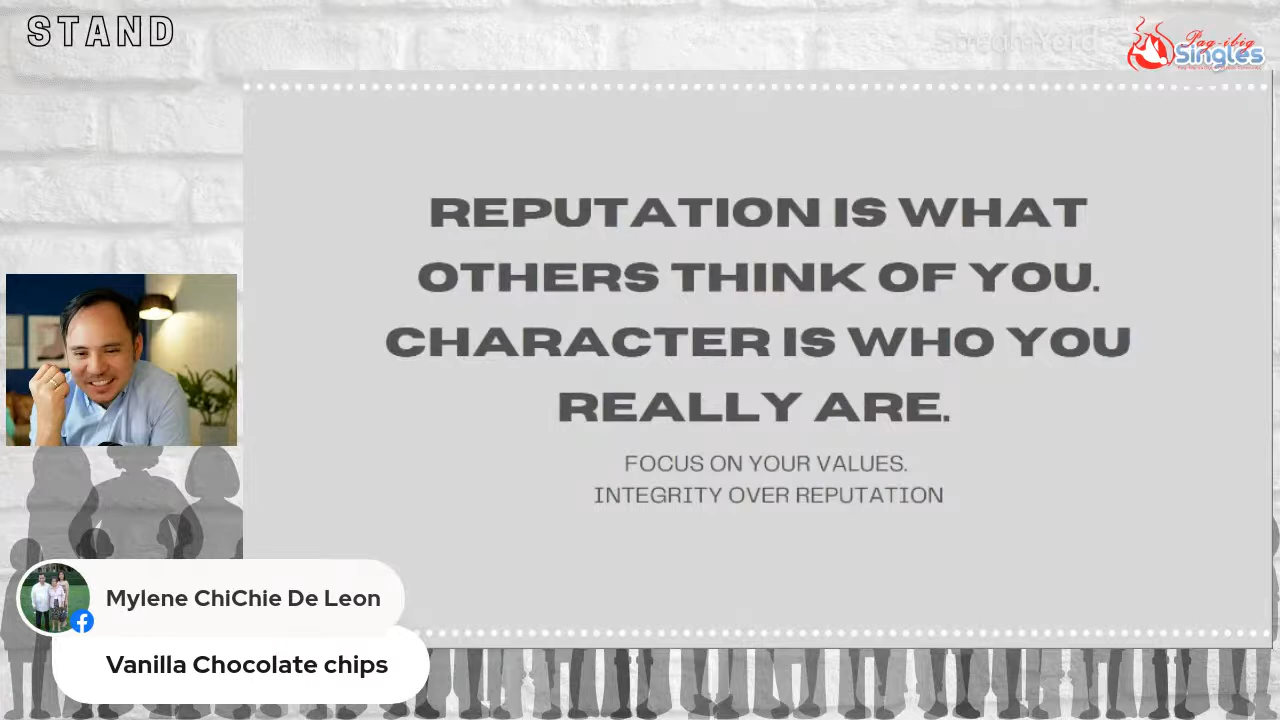 STAND
Pag-ibig
Singles
REPUTATION IS WHAT
OTHERS THINK OF YOU.
CHARACTER IS WHO YOU
REALLY ARE.
FOCUS ON YOUR VALUES.
INTEGRITY OVER REPUTATION
Mylene ChiChie De Leon
Vanilla Chocolate chips